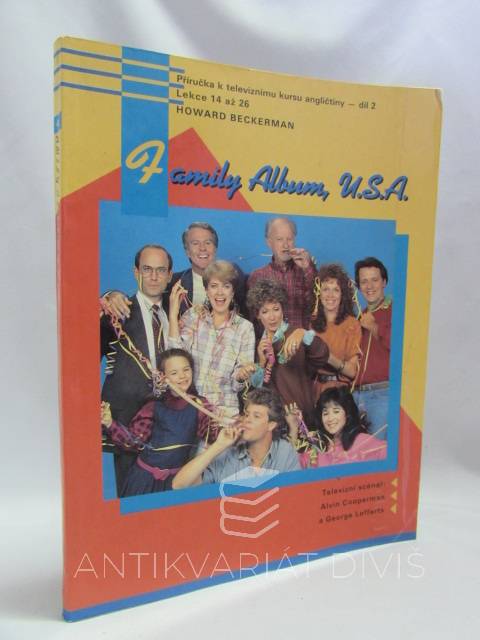 Příručka k televiznímu kursu angličtiny — díl 2
Lekce 14 až 26
HOWARD BECKERMAN
Family Album, U.S.A.
Televizní scénář:
Alvin Cooperman
a George Lefferts
ANTIKVARIÁT DIVIŠ